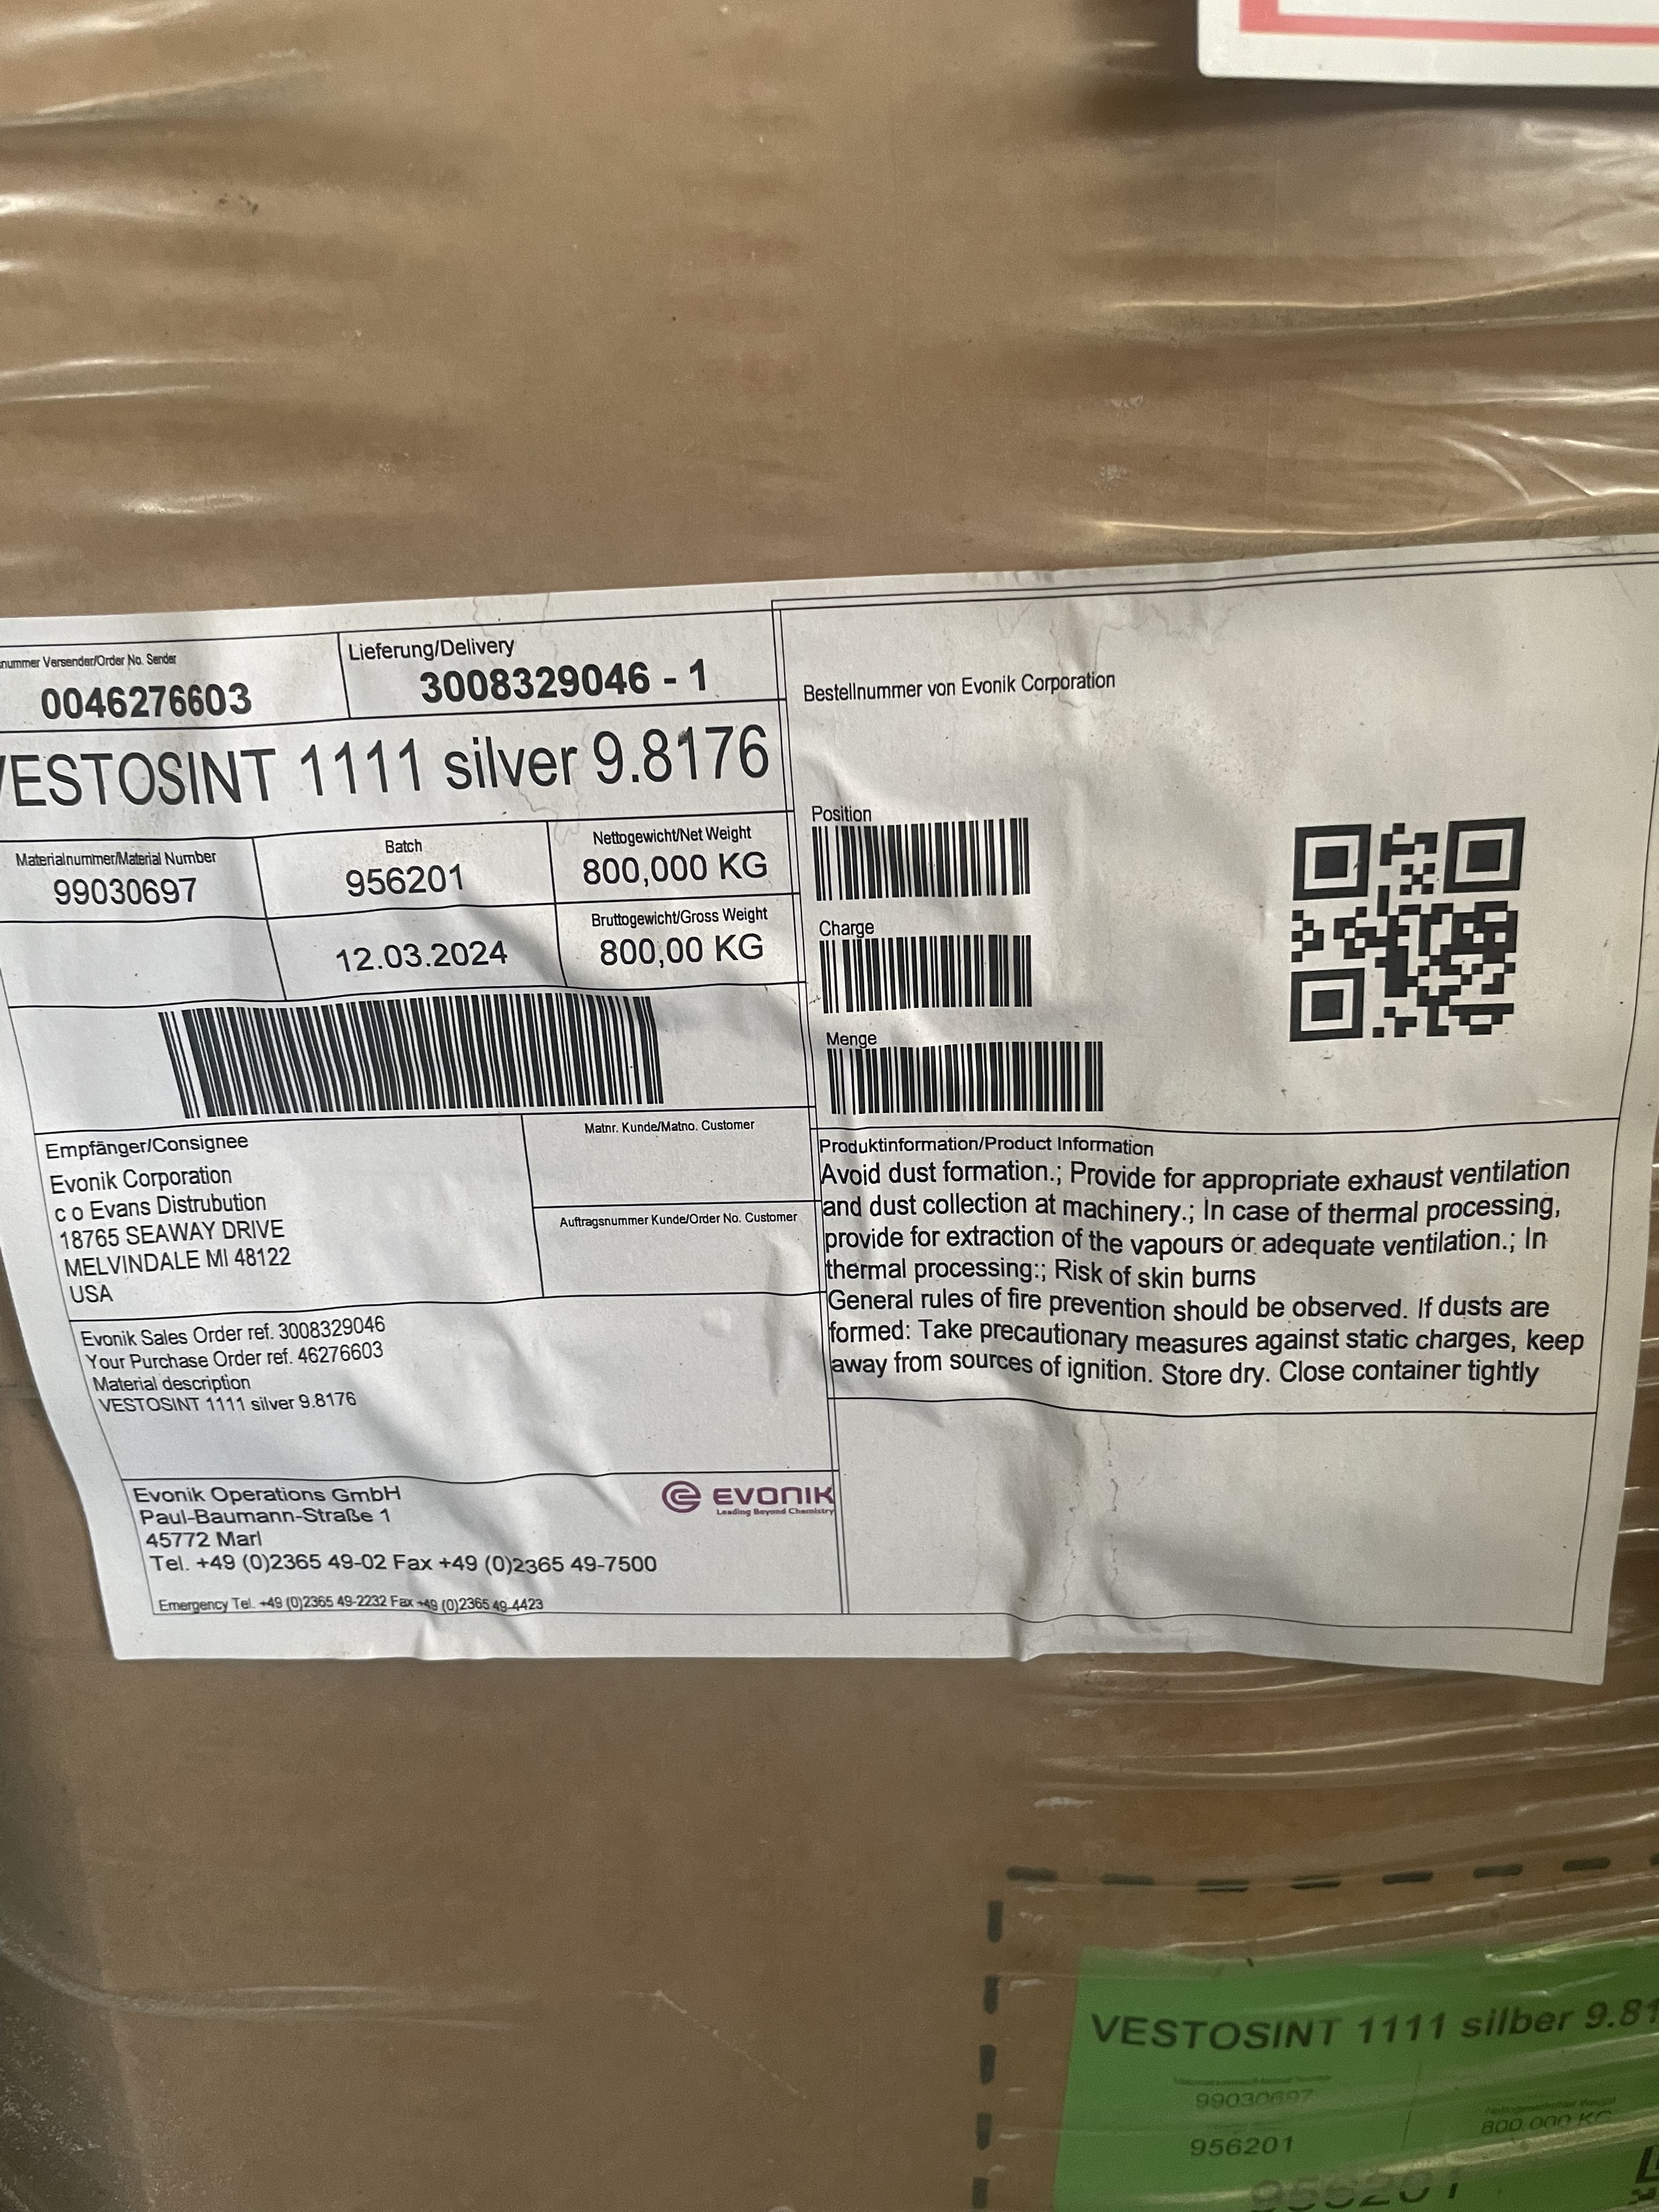 nummer Versender/Order No. Sender
0046276603
Lieferung/Delivery
3008329046 - 1
VESTOSINT 1111 silver 9.8176
Materialnummer/Material Number
99030697
Batch
956201
Nettogewicht/Net Weight
800,000 KG
12.03.2024
Bruttogewicht/Gross Weight
800,00 KG
Empfänger/Consignee
Evonik Corporation
c o Evans Distrubution
18765 SEAWAY DRIVE
MELVINDALE MI 48122
USA
Matnr. Kunde/Matno. Customer
Auftragsnummer Kunde/Order No. Customer
Evonik Sales Order ref. 3008329046
Your Purchase Order ref. 46276603
Material description
VESTOSINT 1111 silver 9.8176
Evonik Operations GmbH
Paul-Baumann-Straße 1
45772 Marl
Tel. +49 (0)2365 49-02 Fax +49 (0)2365 49-7500
Emergency Tel. +49 (0)2365 49-2232 Fax +49 (0)2365 49-4423
EVONIK
Leading Beyond Chemistry
Bestellnummer von Evonik Corporation
Position
Charge
Menge
Produktinformation/Product Information
Avoid dust formation.; Provide for appropriate exhaust ventilation
and dust collection at machinery.; In case of thermal processing,
provide for extraction of the vapours or adequate ventilation.; In
thermal processing:; Risk of skin burns
General rules of fire prevention should be observed. If dusts are
formed: Take precautionary measures against static charges, keep
away from sources of ignition. Store dry. Close container tightly
VESTOSINT 1111 silber 9.81
99030697
800,000 KG
956201
956201